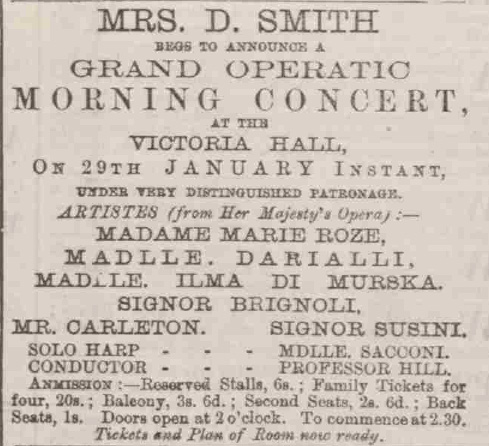 MRS. D. SMITH
BEGS TO ANNOUNCE A
GRAND OPERATIC
MORNING CONCERT,
AT THE
VICTORIA HALL,
ON 29TH JANUARY INSTANT,
UNDER VERY DISTINGUISHED PATRONAGE.
ARTISTES (from Her Majesty's Opera) :—
MADAME MARIE ROZE,
MADLLE. DARIALLI,
MADLLE. ILMA DI MURSKA.
SIGNOR BRIGNOLI,
MR. CARLETON. SIGNOR SUSINI.
SOLO HARP - - - MDLLE. SACCONI.
CONDUCTOR - - - PROFESSOR HILL.
ADMISSION :—Reserved Stalls, 6s. ; Family Tickets for
four, 20s. ; Balcony, 3s. 6d. ; Second Seats, 2s. 6d. ; Back
Seats, 1s. Doors open at 2 o'clock. To commence at 2.30.
Tickets and Plan of Room now ready.